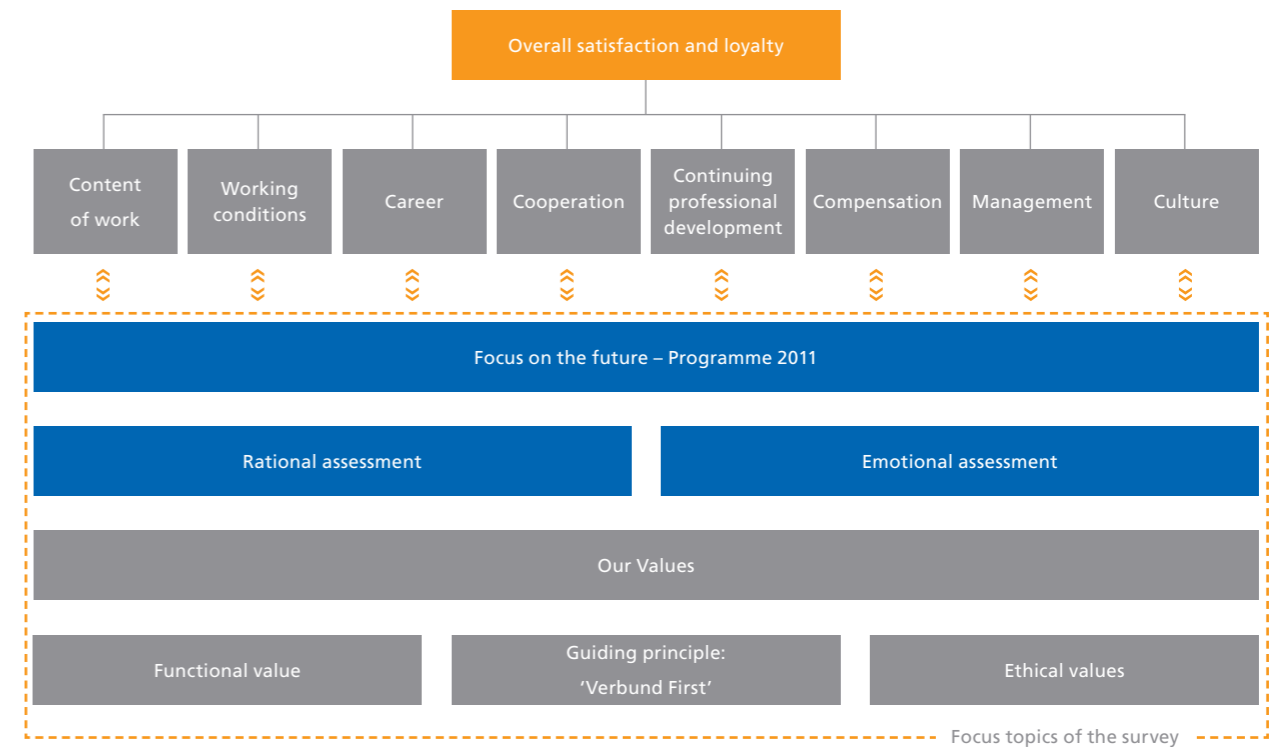 Overall satisfaction and loyalty
Content
of work
Working
conditions
Career
Cooperation
Continuing
professional
development
Compensation
Management
Culture
Focus on the future – Programme 2011
Rational assessment
Emotional assessment
Our Values
Functional value
Guiding principle:
‘Verbund First’
Ethical values
Focus topics of the survey